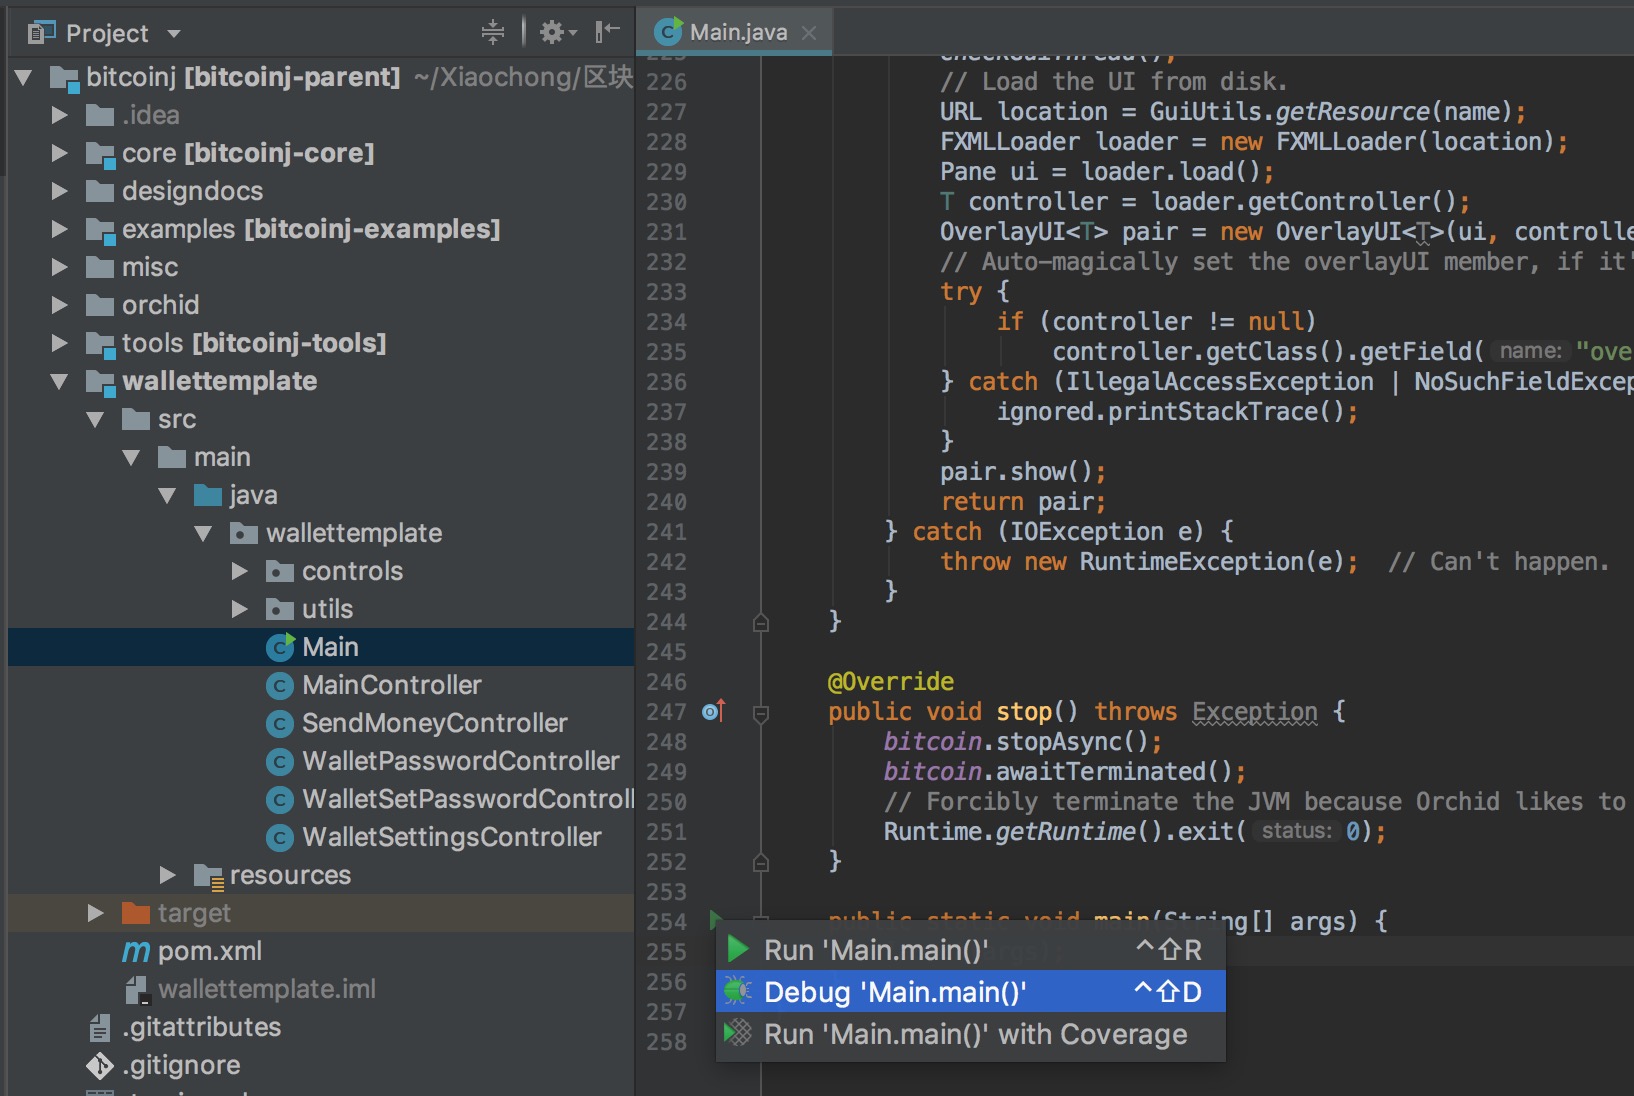 Project
bitcoinj [bitcoinj-parent] ~/Xiaochong/区块
.idea
core [bitcoinj-core]
designdocs
examples [bitcoinj-examples]
misc
orchid
tools [bitcoinj-tools]
wallettemplate
src
main
java
wallettemplate
controls
utils
Main
MainController
SendMoneyController
WalletPasswordController
WalletSetPasswordControll
WalletSettingsController
resources
target
pom.xml
wallettemplate.iml
.gitattributes
.gitignore
Main.java
225 checkGuiThread();
226 // Load the UI from disk.
227 URL location = GuiUtils.getResource(name);
228 FXMLLoader loader = new FXMLLoader(location);
229 Pane ui = loader.load();
230 T controller = loader.getController();
231 OverlayUI<T> pair = new OverlayUI<T>(ui, controlle
232 // Auto-magically set the overlayUI member, if it'
233 try {
234 if (controller != null)
235 controller.getClass().getField( name: "ove
236 } catch (IllegalAccessException | NoSuchFieldExcep
237 ignored.printStackTrace();
238 }
239 pair.show();
240 return pair;
241 } catch (IOException e) {
242 throw new RuntimeException(e); // Can't happen.
243 }
244 }
245
246 @Override
247 public void stop() throws Exception {
248 bitcoin.stopAsync();
249 bitcoin.awaitTerminated();
250 // Forcibly terminate the JVM because Orchid likes to
251 Runtime.getRuntime().exit( status: 0);
252 }
253
254 public static void main(String[] args) {
255
256
257
258
Run 'Main.main()' ^⇧R
Debug 'Main.main()' ^⇧D
Run 'Main.main()' with Coverage